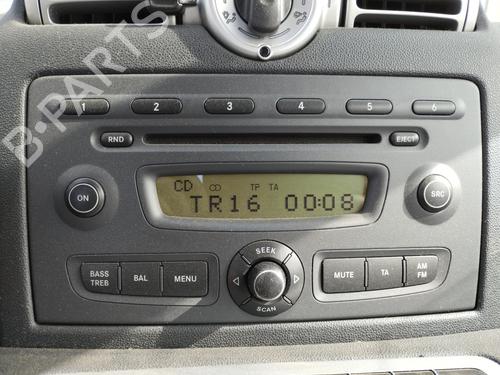 1 2 3 4 5 6
RND EJECT
CD CD TP TA
TR16 00:08
ON SRC
SEEK
BASS TREB BAL MENU MUTE TA AM FM
SCAN
B-PARTS